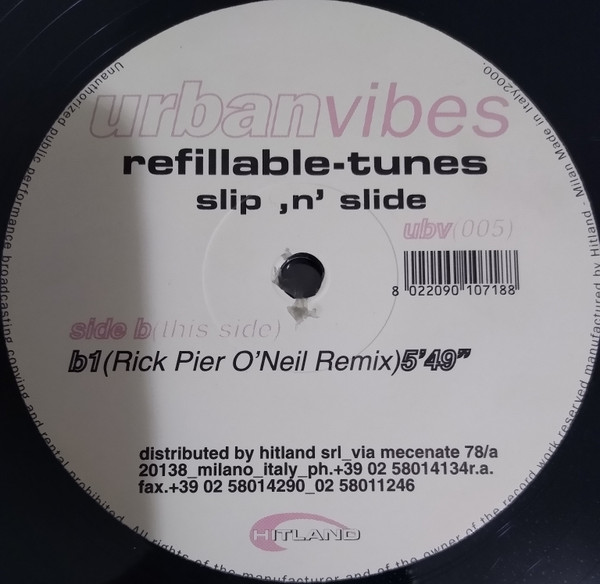 urbanvibes
refillable-tunes
slip ,n' slide
ubv(005)
8 022090 107188
side b(this side)
b1(Rick Pier O'Neil Remix)5'49"
distributed by hitland srl_via mecenate 78/a
20138_milano_italy_ph.+39 02 58014134r.a.
fax.+39 02 58014290_02 58011246
HITLAND
Unauthorized public performance broadcasting copying and rental prohibited. All rights of the manufacturer and of the owner of the record work reserved manufactured by Hitland - Milan Made in Italy2000.